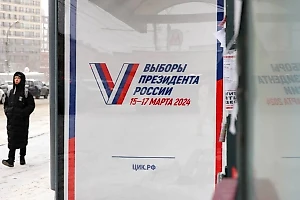 ВЫБОРЫ
ПРЕЗИДЕНТА
РОССИИ
15–17 МАРТА 2024
ЦИК.РФ